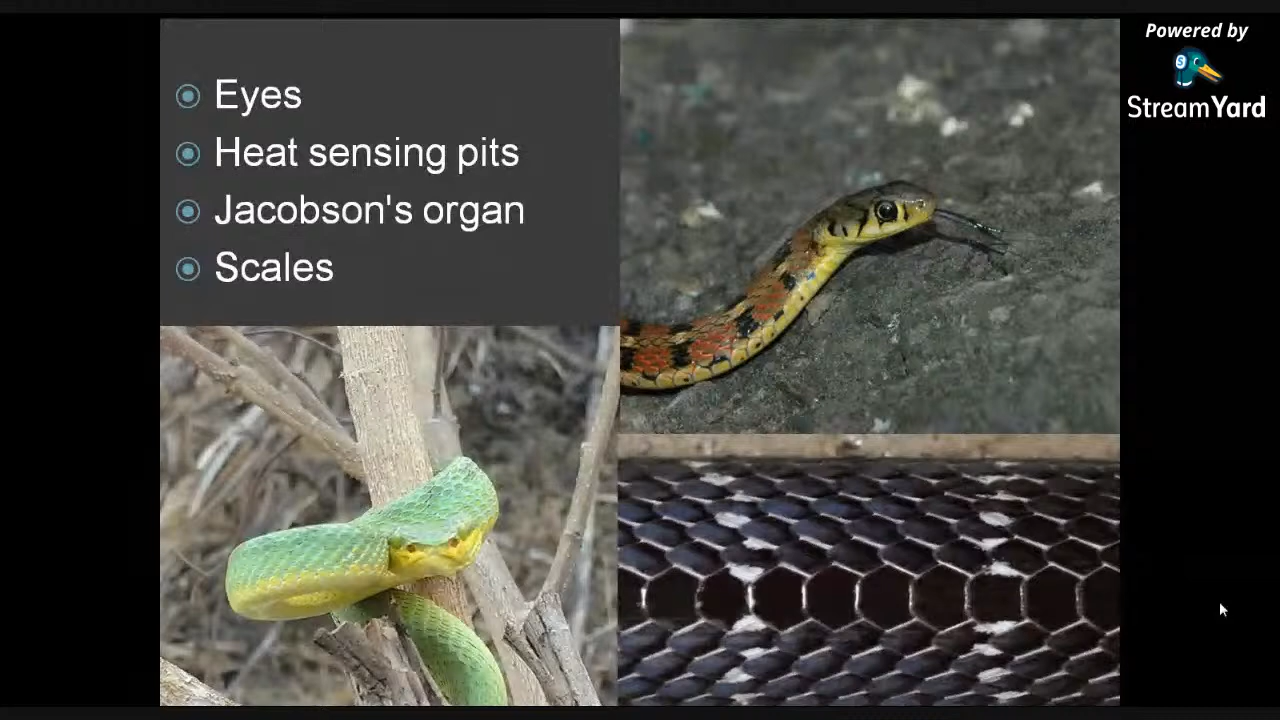 Eyes
Heat sensing pits
Jacobson's organ
Scales
Powered by
StreamYard